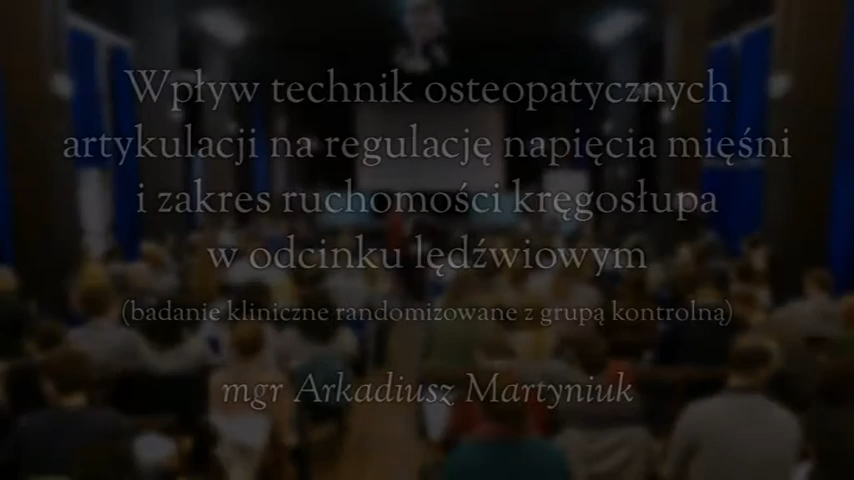 Wpływ technik osteopatycznych
artykulacji na regulację napięcia mięśni
i zakres ruchomości kręgosłupa
w odcinku lędźwiowym
(badanie kliniczne randomizowane z grupą kontrolną)
mgr Arkadiusz Martyniuk